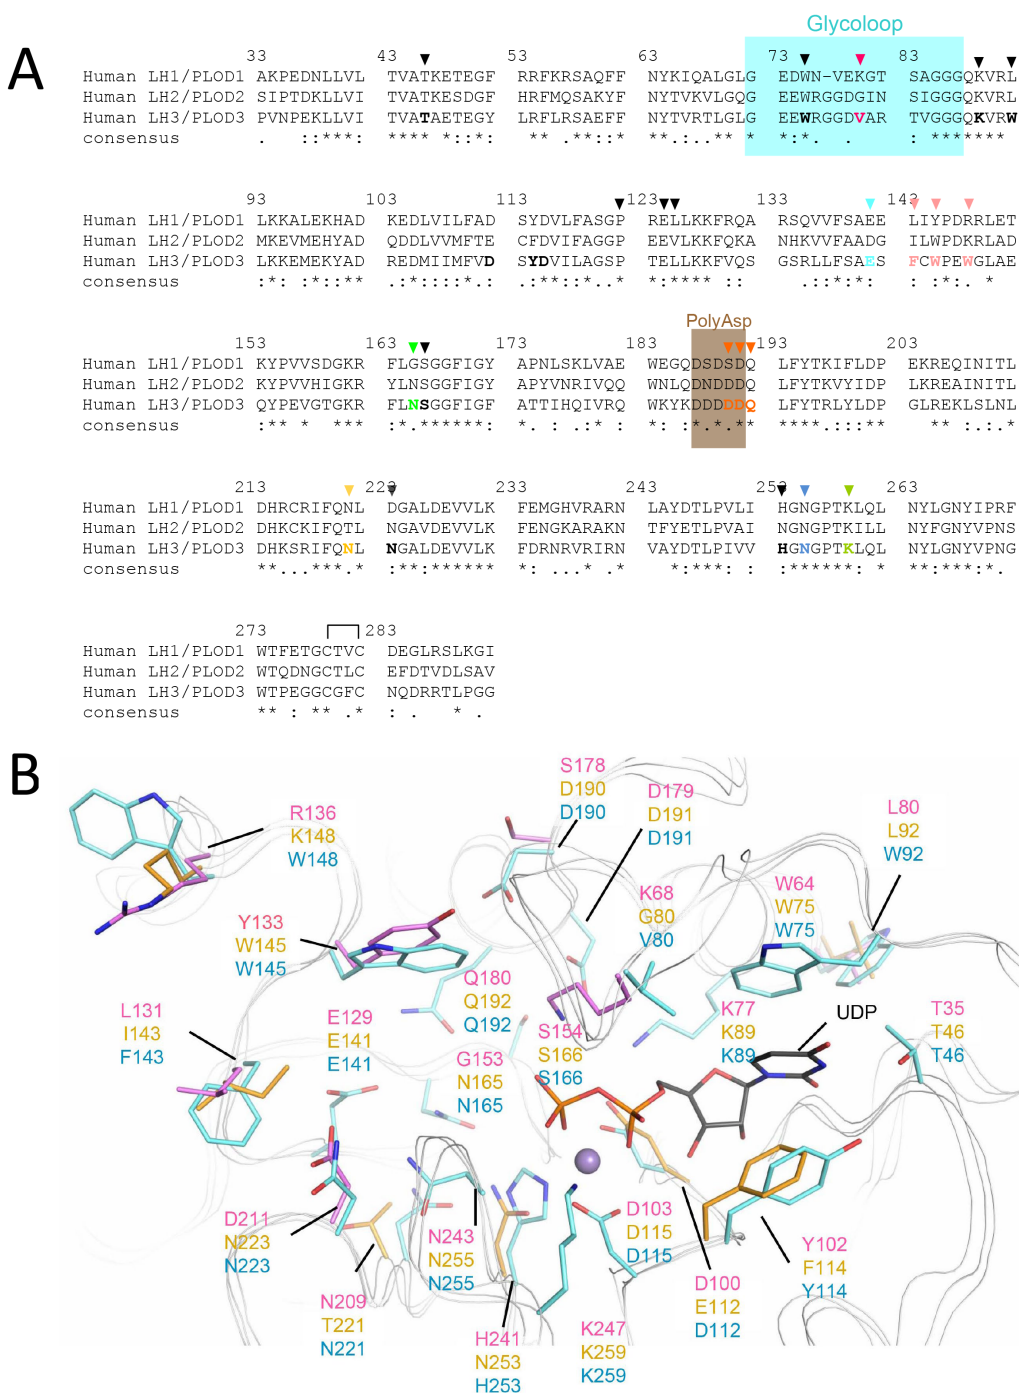 A
Glycoloop
33 43 53 63 73 83
Human LH1/PLOD1 AKPEDNLLVL TVATKETEGF RRFKRSAQFF NYKIQALGLG EDWN-VEKGT SAGGGQKVRL
Human LH2/PLOD2 SIPTDKLLVI TVATKESDGF HRFMQSAKYF NYTVKVLGQG EEWRGGDGIN SIGGGQKVRL
Human LH3/PLOD3 PVNPEKLLVI TVATAETEGY LRFLRSAEFF NYTVRTLGLG EEWRGGDVAR TVGGGQKVRW
consensus
93 103 113 123 133 143
Human LH1/PLOD1 LKKALEKHAD KEDLVILFAD SYDVLFASGP RELLKKFRQA RSQVVFSAEE LIYPDRRLET
Human LH2/PLOD2 MKEVMEHYAD QDDLVVMFTE CFDVIFAGGP EEVLKKFQKA NHKVVFAADG ILWPDKRLAD
Human LH3/PLOD3 LKKEMEKYAD REDMIIMFVD SYDVILAGSP TELLKKFVQS GSRLLFSAES FCWPEWGLAE
consensus
PolyAsp
153 163 173 183 193 203
Human LH1/PLOD1 KYPVVSDGKR FLGSGGFIGY APNLSKLVAE WEGQDSDSDQ LFYTKIFLDP EKREQINITL
Human LH2/PLOD2 KYPVVHIGKR YLNSGGFIGY APYVNRIVQQ WNLQDNDDDQ LFYTKVYIDP LKREAINITL
Human LH3/PLOD3 QYPEVGTGKR FLNSGGFIGF ATTIHQIVRQ WKYKDDDDDQ LFYTRLYLDP GLREKLSLNL
consensus
213 223 233 243 253 263
Human LH1/PLOD1 DHRCRIFQNL DGALDEVVLK FEMGHVRARN LAYDTLPVLI HGNGPTKLQL NYLGNYIPRF
Human LH2/PLOD2 DHKCKIFQTL NGAVDEVVLK FENGKARAKN TFYETLPVAI NGNGPTKILL NYFGNYVPNS
Human LH3/PLOD3 DHKSRIFQNL NGALDEVVLK FDRNRVRIRN VAYDTLPIVV HGNGPTKLQL NYLGNYVPNG
consensus
273 283
Human LH1/PLOD1 WTFETGCTVC DEGLRSLKGI
Human LH2/PLOD2 WTQDNGCTLC EFDTVDLSAV
Human LH3/PLOD3 WTPEGGCGFC NQDRRTLPGG
consensus
B
S178
D190
D190
D179
D191
D191
R136
K148
W148
L80
L92
W92
K68
G80
V80
W64
W75
W75
Y133
W145
W145
Q180
Q192
Q192
L131
I143
F143
E129
E141
E141
S154
S166
S166
K77
K89
K89
UDP
T35
T46
T46
G153
N165
N165
D211
N223
N223
N243
N255
N255
D103
D115
D115
Y102
F114
Y114
D100
E112
D112
N209
T221
N221
H241
N253
H253
K247
K259
K259